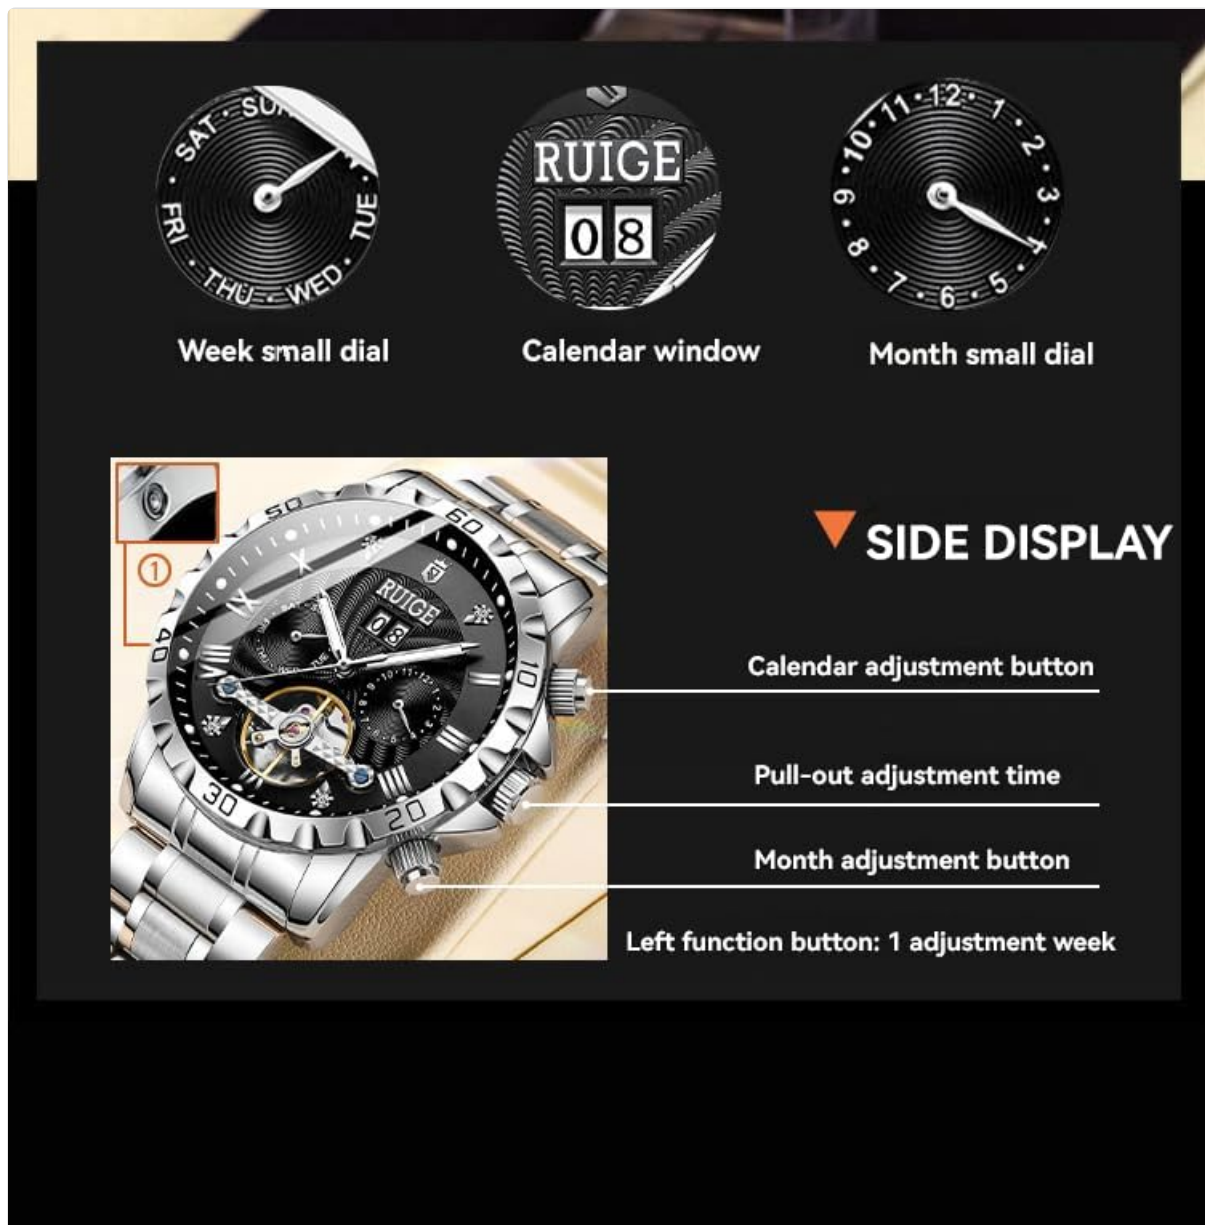 SAT · SUN
TUE
WED
THU
FRI
RUIGE
08
12
1
2
3
4
5
6
7
8
9
10
11
Week small dial
Calendar window
Month small dial
1
50
60
10
20
30
40
RUIGE
08
SIDE DISPLAY
Calendar adjustment button
Pull-out adjustment time
Month adjustment button
Left function button: 1 adjustment week